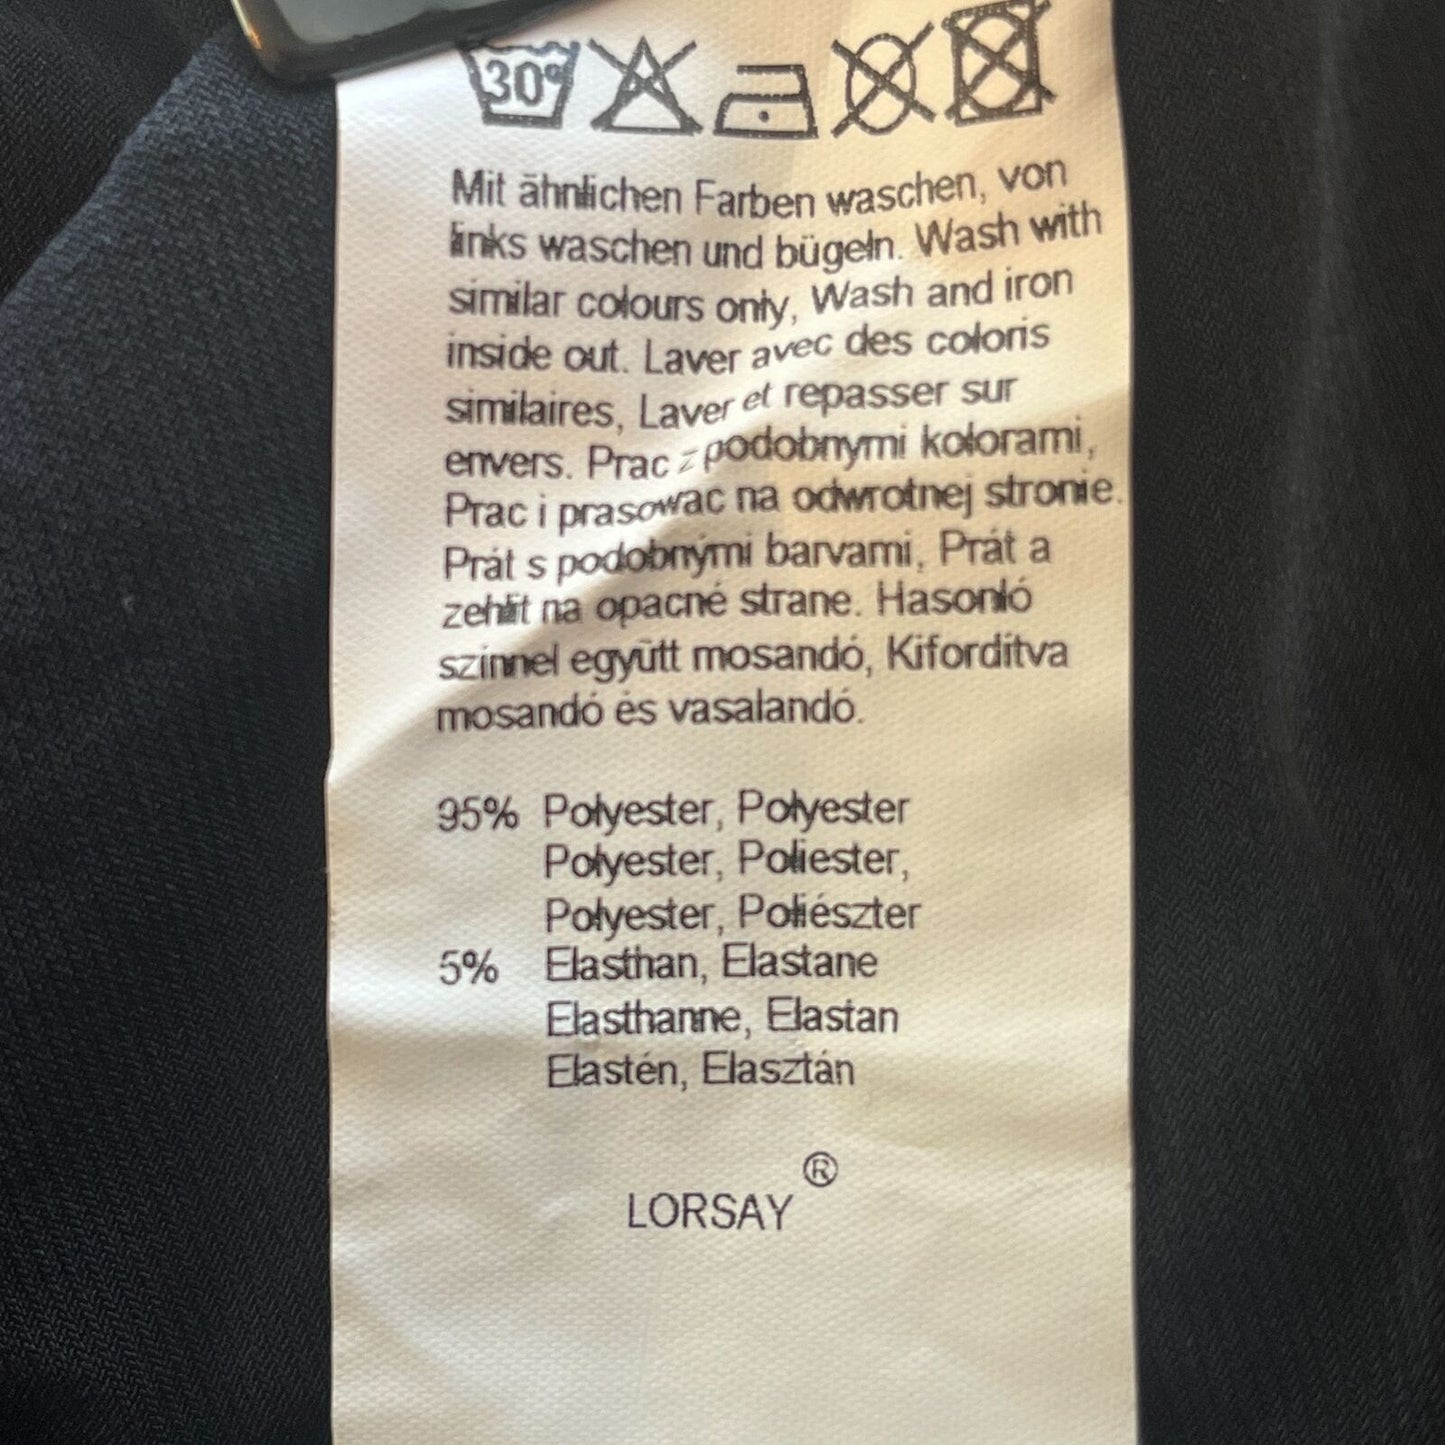 30°
Mit ähnlichen Farben waschen, von
links waschen und bügeln. Wash with
similar colours only, Wash and iron
inside out. Laver avec des coloris
similaires, Laver et repasser sur
envers. Prac z podobnymi kolorami,
Prac i prasowac na odwrotnej stronie.
Prát s podobnými barvami, Prát a
zehlit na opacné strane. Hasonló
színnel együtt mosandó, Kifordítva
mosandó és vasalandó.
95% Polyester, Polyester
Polyester, Poliester,
Polyester, Poliészter
5% Elasthan, Elastane
Elasthanne, Elastan
Elastén, Elasztán
LORSAY®